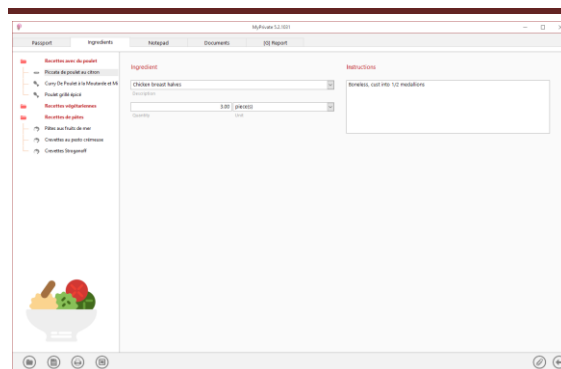 MyPrivate 5.2.1001
Passport Ingredients Notepad Documents [G] Report
Recettes avec du poulet
Piccata de poulet au citron
Curry De Poulet à la Moutarde et Mi
Poulet grillé épicé
Recettes végétariennes
Recettes de pâtes
Pâtes aux fruits de mer
Crevettes au pesto crémeuse
Crevettes Stroganoff
Ingredient
Chicken breast halves
Description
3.00 piece(s)
Quantity Unit
Instructions
Boneless, cust into 1/2 medallions